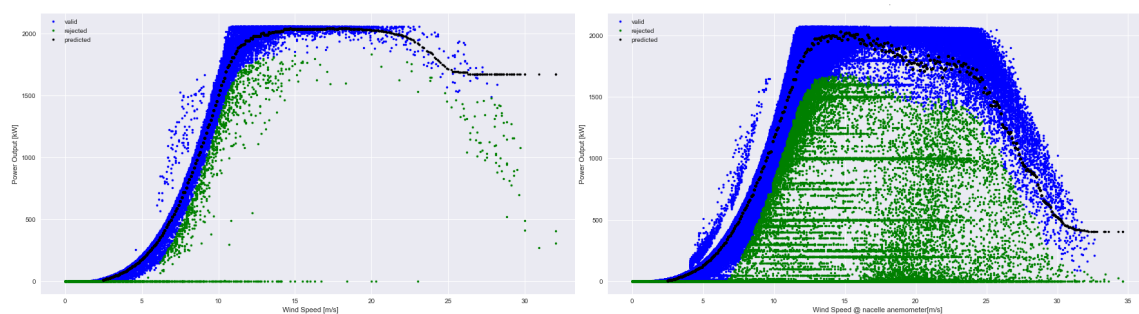 valid
rejected
predicted
2000
1500
1000
500
0
Power Output [kW]
0 5 10 15 20 25 30
Wind Speed [m/s]
valid
rejected
predicted
2000
1500
1000
500
0
Power Output [kW]
0 5 10 15 20 25 30 35
Wind Speed @ nacelle anemometer[m/s]